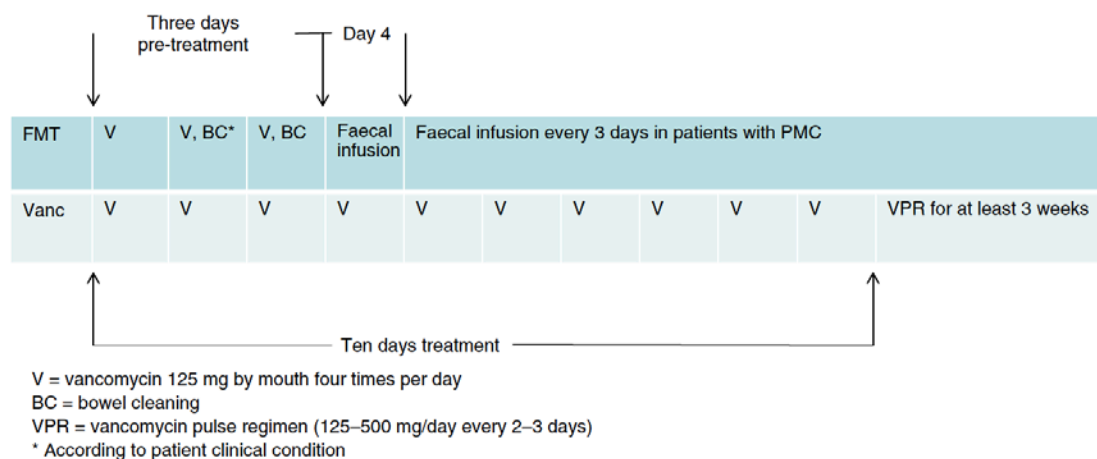 Three days
pre-treatment
Day 4
FMT V V, BC* V, BC Faecal infusion Faecal infusion every 3 days in patients with PMC
Vanc V V V V V V V V V V VPR for at least 3 weeks
Ten days treatment
V = vancomycin 125 mg by mouth four times per day
BC = bowel cleaning
VPR = vancomycin pulse regimen (125–500 mg/day every 2–3 days)
* According to patient clinical condition